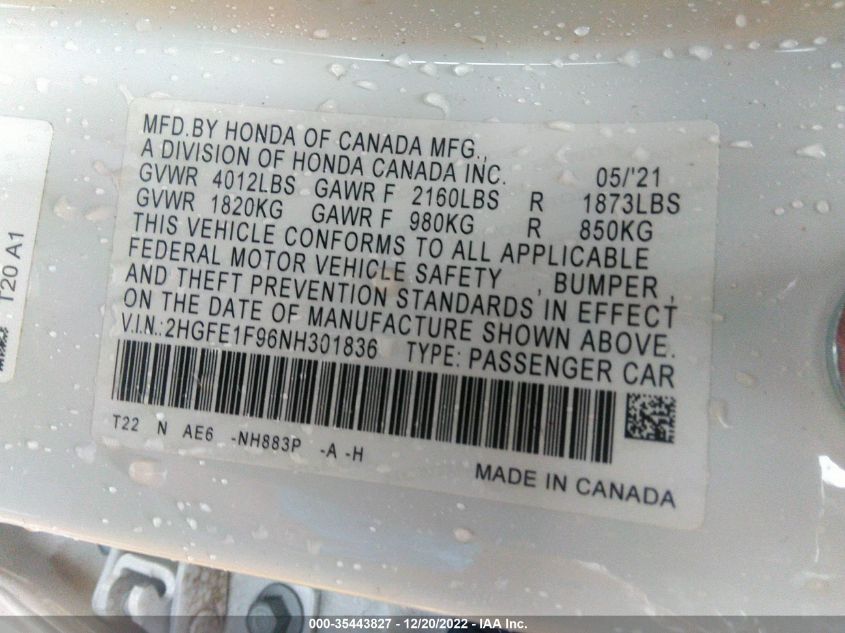 MFD.BY HONDA OF CANADA MFG.,
A DIVISION OF HONDA CANADA INC. 05/'21
GVWR 4012LBS GAWR F 2160LBS R 1873LBS
GVWR 1820KG GAWR F 980KG R 850KG
THIS VEHICLE CONFORMS TO ALL APPLICABLE
FEDERAL MOTOR VEHICLE SAFETY , BUMPER ,
AND THEFT PREVENTION STANDARDS IN EFFECT
ON THE DATE OF MANUFACTURE SHOWN ABOVE.
V.I.N.:2HGFE1F96NH301836 TYPE: PASSENGER CAR
T22 N AE6 -NH883P -A -H
MADE IN CANADA
T20 A1
000-35443827 - 12/20/2022 - IAA Inc.